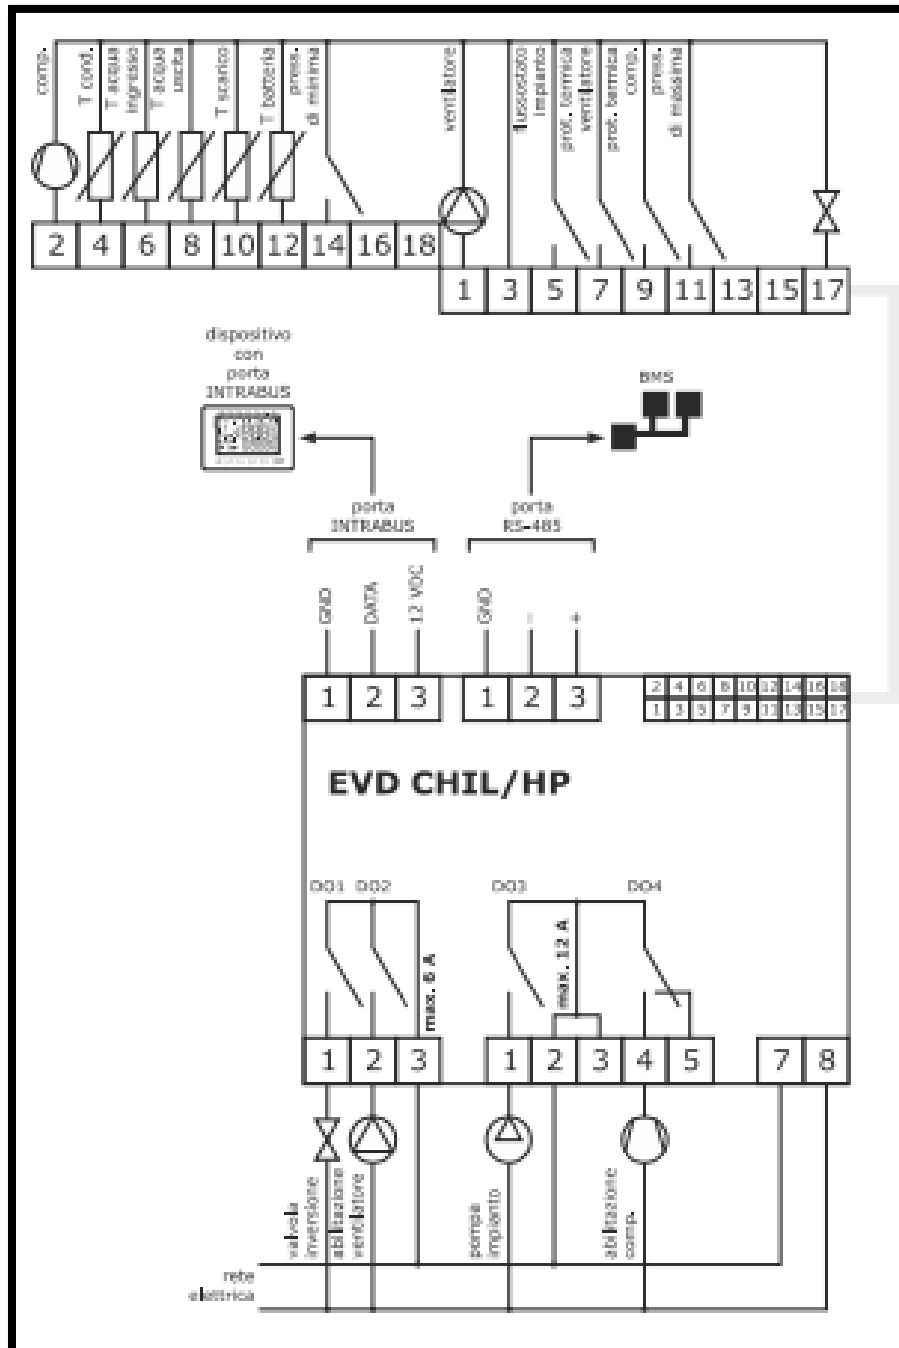 comp.
T cond.
T acqua
ingresso
T acqua
uscita
T scarico
T batteria
press.
di minima
ventilatore
flussostato
impianto
prot. termica
ventilatore
prot. termica
comp.
press.
di massima
2 4 6 8 10 12 14 16 18
1 3 5 7 9 11 13 15 17
dispositivo
con
porta
INTRABUS
BMS
porta
INTRABUS
porta
RS-485
GND
DATA
12 VDC
GND
-
+
1 2 3
1 2 3
2 4 6 8 10 12 14 16 18
1 3 5 7 9 11 13 15 17
EVD CHIL/HP
DO1 DO2
DO3
DO4
max. 6 A
max. 12 A
1 2 3
1 2 3 4 5
7 8
valvola
inversione
abilitazione
ventilatore
pompa
impianto
abilitazione
comp.
rete
elettrica